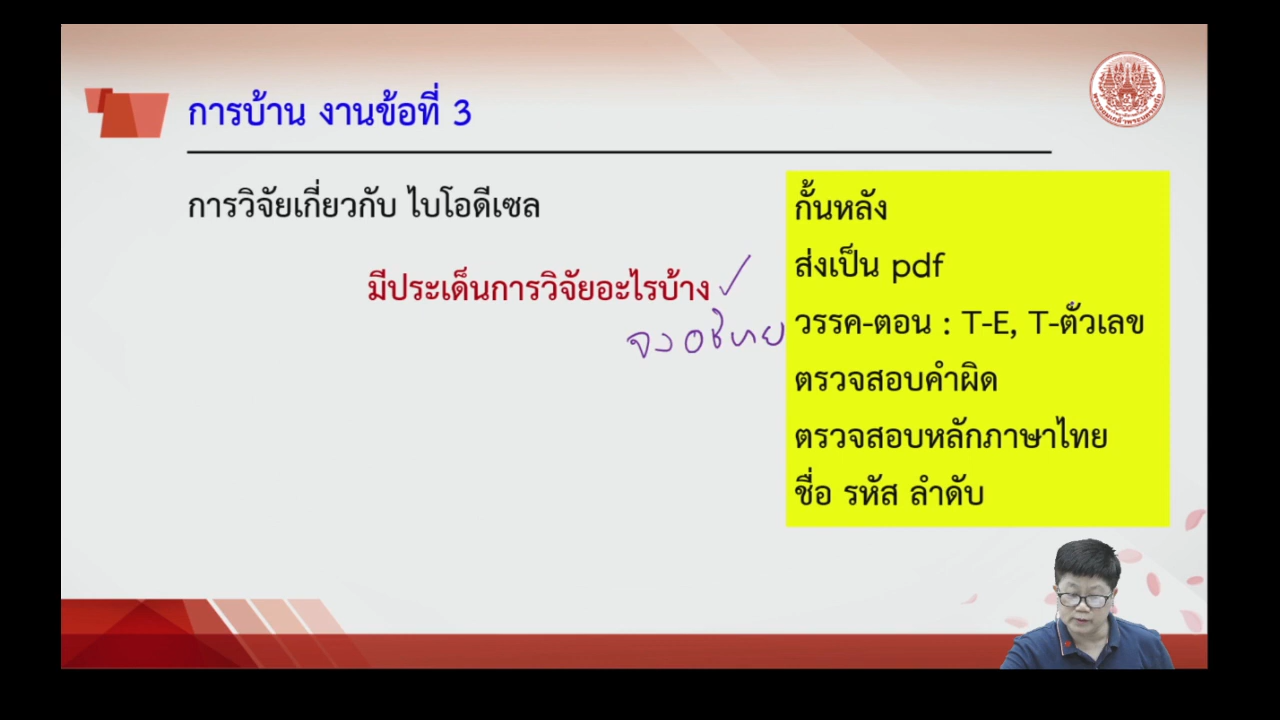 การบ้าน งานข้อที่ 3
การวิจัยเกี่ยวกับ ไบโอดีเซล
มีประเด็นการวิจัยอะไรบ้าง
จงอธิบาย
กั้นหลัง
ส่งเป็น pdf
วรรค-ตอน : T-E, T-ตัวเลข
ตรวจสอบคำผิด
ตรวจสอบหลักภาษาไทย
ชื่อ รหัส ลำดับ